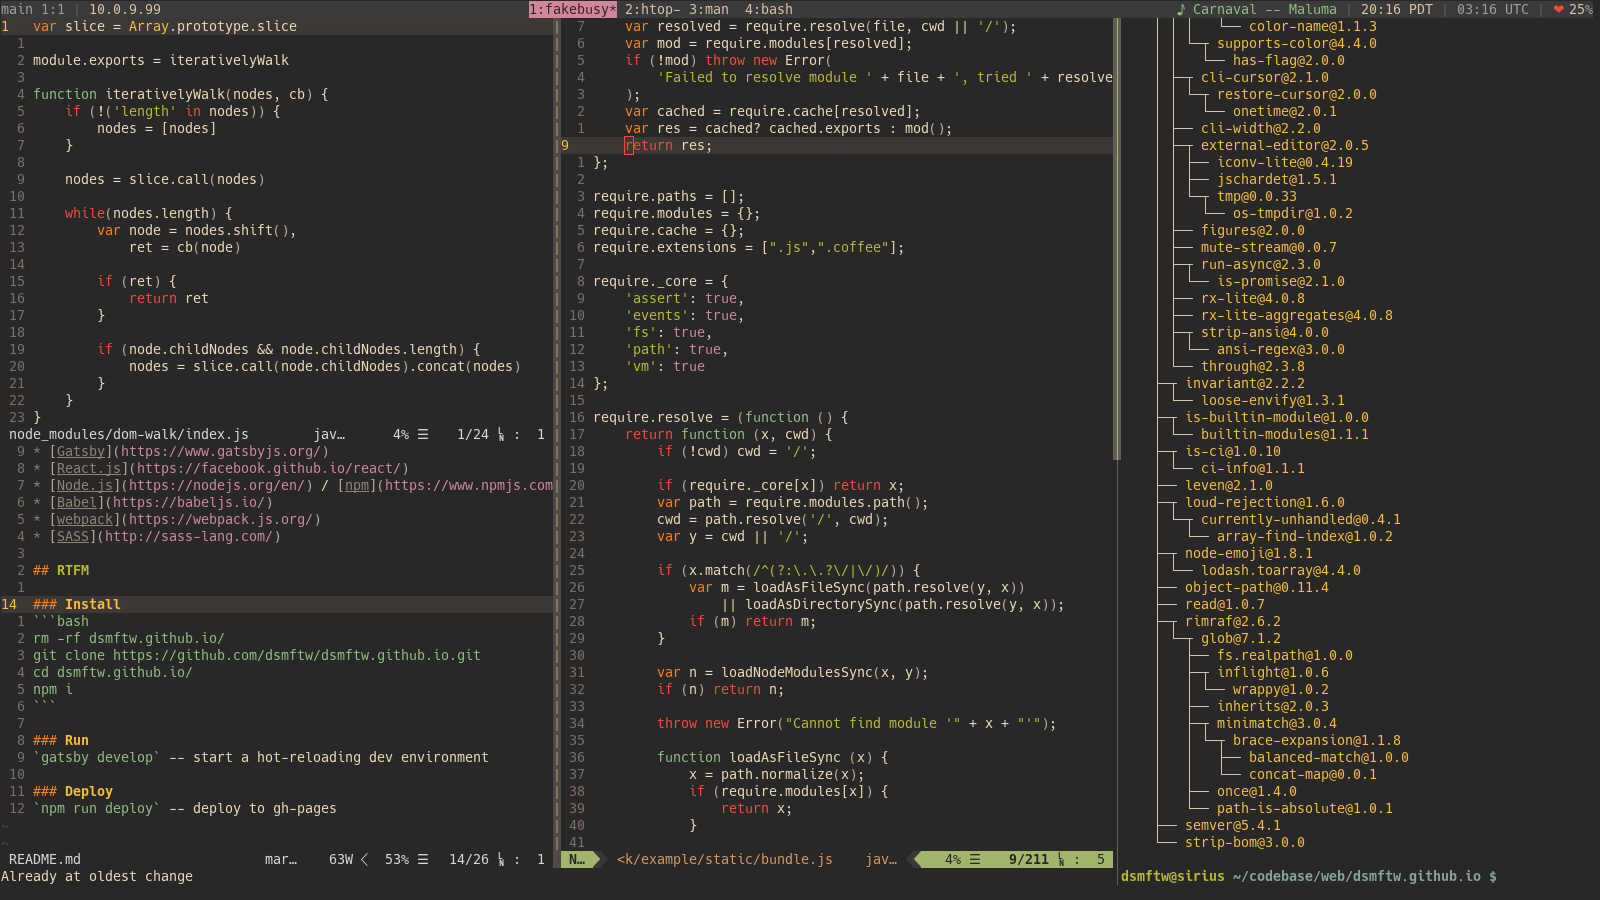 main 1:1 | 10.0.9.99
1:fakebusy* 2:htop- 3:man  4:bash
♪ Carnaval -- Maluma | 20:16 PDT | 03:16 UTC | ❤ 25%
1  var slice = Array.prototype.slice
1
2 module.exports = iterativelyWalk
3
4 function iterativelyWalk(nodes, cb) {
5     if (!('length' in nodes)) {
6         nodes = [nodes]
7     }
8
9     nodes = slice.call(nodes)
10
11     while(nodes.length) {
12         var node = nodes.shift(),
13             ret = cb(node)
14
15         if (ret) {
16             return ret
17         }
18
19         if (node.childNodes && node.childNodes.length) {
20             nodes = slice.call(node.childNodes).concat(nodes)
21         }
22     }
23 }
node_modules/dom-walk/index.js        jav…      4% ☰   1/24 ㏑ :  1
9 * [Gatsby](https://www.gatsbyjs.org/)
8 * [React.js](https://facebook.github.io/react/)
7 * [Node.js](https://nodejs.org/en/) / [npm](https://www.npmjs.com
6 * [Babel](https://babeljs.io/)
5 * [webpack](https://webpack.js.org/)
4 * [SASS](http://sass-lang.com/)
3
2 ## RTFM
1
14  ### Install
1 ```bash
2 rm -rf dsmftw.github.io/
3 git clone https://github.com/dsmftw/dsmftw.github.io.git
4 cd dsmftw.github.io/
5 npm i
6 ```
7
8 ### Run
9 `gatsby develop` -- start a hot-reloading dev environment
10
11 ### Deploy
12 `npm run deploy` -- deploy to gh-pages
~
~
README.md                       mar…    63W <  53% ☰   14/26 ㏑ :  1
Already at oldest change
7     var resolved = require.resolve(file, cwd || '/');
6     var mod = require.modules[resolved];
5     if (!mod) throw new Error(
4         'Failed to resolve module ' + file + ', tried ' + resolve
3     );
2     var cached = require.cache[resolved];
1     var res = cached? cached.exports : mod();
9     return res;
1 };
2
3 require.paths = [];
4 require.modules = {};
5 require.cache = {};
6 require.extensions = [".js",".coffee"];
7
8 require._core = {
9     'assert': true,
10     'events': true,
11     'fs': true,
12     'path': true,
13     'vm': true
14 };
15
16 require.resolve = (function () {
17     return function (x, cwd) {
18         if (!cwd) cwd = '/';
19
20         if (require._core[x]) return x;
21         var path = require.modules.path();
22         cwd = path.resolve('/', cwd);
23         var y = cwd || '/';
24
25         if (x.match(/^(?:\.\.?\/|\/)/)) {
26             var m = loadAsFileSync(path.resolve(y, x))
27                 || loadAsDirectorySync(path.resolve(y, x));
28             if (m) return m;
29         }
30
31         var n = loadNodeModulesSync(x, y);
32         if (n) return n;
33
34         throw new Error("Cannot find module '" + x + "'");
35
36         function loadAsFileSync (x) {
37             x = path.normalize(x);
38             if (require.modules[x]) {
39                 return x;
40             }
41
N…  <k/example/static/bundle.js    jav…   4% ☰   9/211 ㏑ :  5
└── color-name@1.1.3
└─┬ supports-color@4.4.0
└── has-flag@2.0.0
├─┬ cli-cursor@2.1.0
└─┬ restore-cursor@2.0.0
└── onetime@2.0.1
├── cli-width@2.2.0
├─┬ external-editor@2.0.5
├── iconv-lite@0.4.19
├── jschardet@1.5.1
└─┬ tmp@0.0.33
└── os-tmpdir@1.0.2
├── figures@2.0.0
├── mute-stream@0.0.7
├─┬ run-async@2.3.0
└── is-promise@2.1.0
├── rx-lite@4.0.8
├── rx-lite-aggregates@4.0.8
├─┬ strip-ansi@4.0.0
└── ansi-regex@3.0.0
└── through@2.3.8
├─┬ invariant@2.2.2
└── loose-envify@1.3.1
├─┬ is-builtin-module@1.0.0
└── builtin-modules@1.1.1
├─┬ is-ci@1.0.10
└── ci-info@1.1.1
├── leven@2.1.0
├─┬ loud-rejection@1.6.0
└─┬ currently-unhandled@0.4.1
└── array-find-index@1.0.2
├─┬ node-emoji@1.8.1
└── lodash.toarray@4.4.0
├── object-path@0.11.4
├── read@1.0.7
├─┬ rimraf@2.6.2
└─┬ glob@7.1.2
├── fs.realpath@1.0.0
├─┬ inflight@1.0.6
└── wrappy@1.0.2
├── inherits@2.0.3
├─┬ minimatch@3.0.4
└─┬ brace-expansion@1.1.8
├── balanced-match@1.0.0
└── concat-map@0.0.1
├── once@1.4.0
└── path-is-absolute@1.0.1
├── semver@5.4.1
└── strip-bom@3.0.0
dsmftw@sirius ~/codebase/web/dsmftw.github.io $